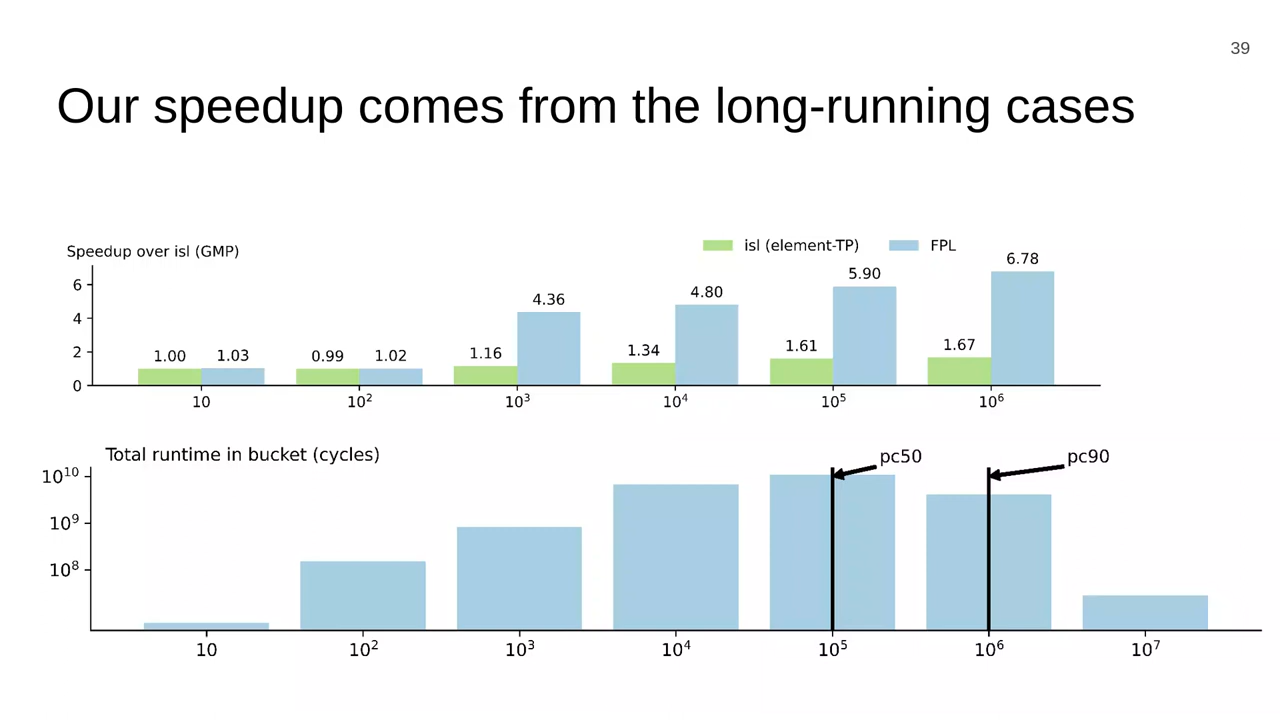 39
Our speedup comes from the long-running cases
Speedup over isl (GMP)
isl (element-TP) FPL
6
4
2
0
1.00 1.03 0.99 1.02 1.16 4.36 1.34 4.80 1.61 5.90 1.67 6.78
10 10² 10³ 10⁴ 10⁵ 10⁶
Total runtime in bucket (cycles)
pc50 pc90
10¹⁰
10⁹
10⁸
10 10² 10³ 10⁴ 10⁵ 10⁶ 10⁷